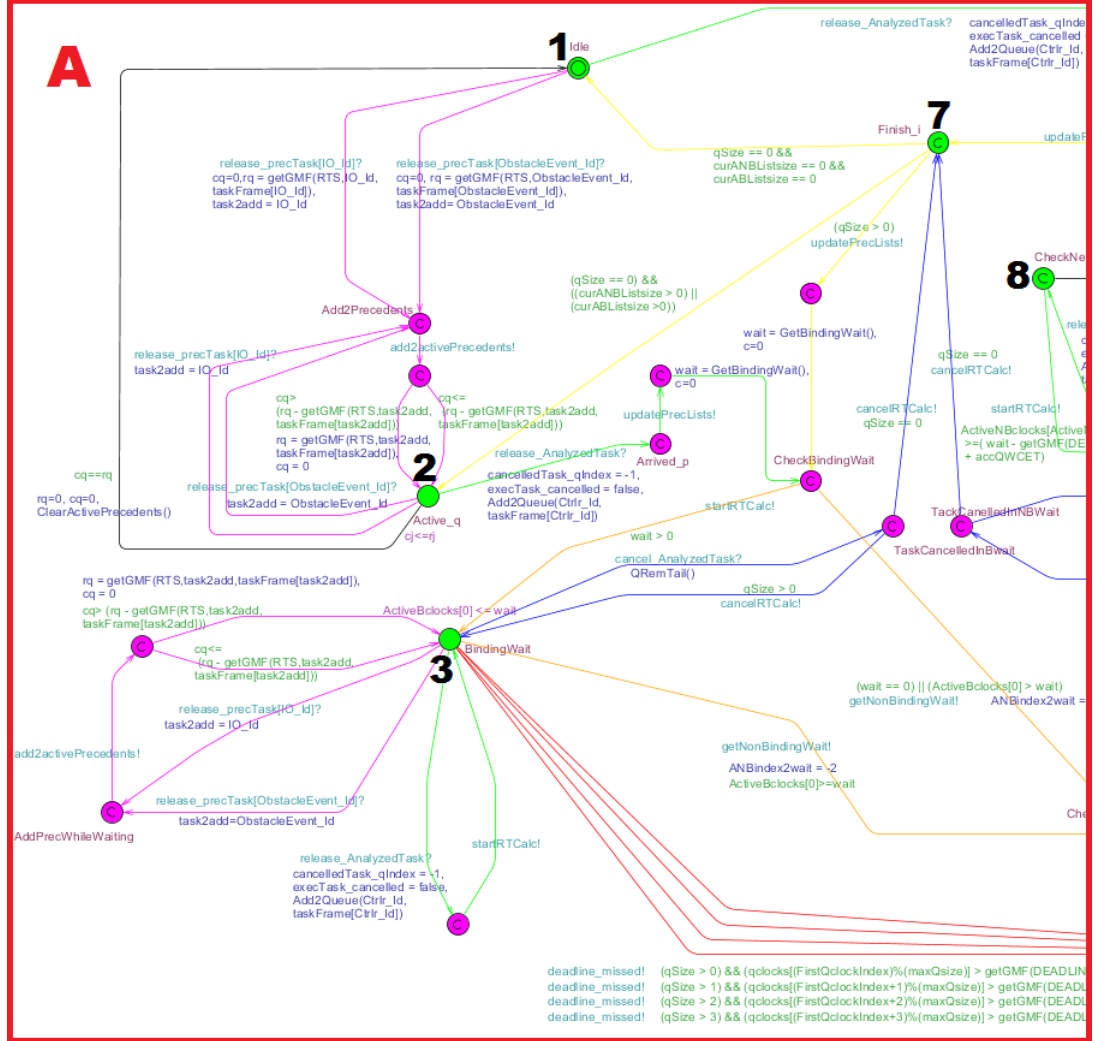 A
1
Idle
release_AnalyzedTask?
cancelledTask_qIndex
execTask_cancelled
Add2Queue(Ctrlr_Id,
taskFrame[Ctrlr_Id])
7
Finish_i
updateP
qSize == 0 &&
curANBListsize == 0 &&
curABListsize == 0
release_precTask[IO_Id]?
cq=0,rq = getGMF(RTS,IO_Id,
taskFrame[IO_Id]),
task2add = IO_Id
release_precTask[ObstacleEvent_Id]?
cq=0, rq = getGMF(RTS,ObstacleEvent_Id,
taskFrame[ObstacleEvent_Id]),
task2add= ObstacleEvent_Id
(qSize > 0)
updatePrecLists!
CheckNe
8
(qSize == 0) &&
((curANBListsize > 0) ||
(curABListsize >0))
Add2Precedents
add2activePrecedents!
release_precTask[IO_Id]?
task2add = IO_Id
wait = GetBindingWait(),
c=0
wait = GetBindingWait(),
c=0
updatePrecLists!
Arrived_p
qSize == 0
cancelRTCalc!
cancelRTCalc!
qSize == 0
startRTCalc!
ActiveNBclocks[ActiveN
>=( wait - getGMF(DE
+ accQWCET)
cq>
(rq - getGMF(RTS,task2add,
taskFrame[task2add]))
rq = getGMF(RTS,task2add,
taskFrame[task2add]),
cq = 0
cq<=
(rq - getGMF(RTS,task2add,
taskFrame[task2add]))
release_AnalyzedTask?
cancelledTask_qIndex = -1,
execTask_cancelled = false,
Add2Queue(Ctrlr_Id,
taskFrame[Ctrlr_Id])
CheckBindingWait
2
release_precTask[ObstacleEvent_Id]?
task2add = ObstacleEvent_Id
Active_q
cj<=rj
cq==rq
rq=0, cq=0,
ClearActivePrecedents()
startRTCalc!
TackCanelledInNBWait
TaskCancelledInBwait
wait > 0
cancel_AnalyzedTask?
QRemTail()
qSize > 0
cancelRTCalc!
rq = getGMF(RTS,task2add,taskFrame[task2add]),
cq = 0
cq> (rq - getGMF(RTS,task2add,
taskFrame[task2add]))
ActiveBclocks[0] <= wait
BindingWait
3
cq<=
(rq - getGMF(RTS,task2add,
taskFrame[task2add]))
release_precTask[IO_Id]?
task2add = IO_Id
add2activePrecedents!
release_precTask[ObstacleEvent_Id]?
task2add=ObstacleEvent_Id
AddPrecWhileWaiting
(wait == 0) || (ActiveBclocks[0] > wait)
getNonBindingWait!
ANBindex2wait =
getNonBindingWait!
ANBindex2wait = -2
ActiveBclocks[0]>=wait
Che
startRTCalc!
release_AnalyzedTask?
cancelledTask_qIndex = -1,
execTask_cancelled = false,
Add2Queue(Ctrlr_Id,
taskFrame[Ctrlr_Id])
deadline_missed! (qSize > 0) && (qclocks[(FirstQclockIndex)%(maxQsize)] > getGMF(DEADLIN
deadline_missed! (qSize > 1) && (qclocks[(FirstQclockIndex+1)%(maxQsize)] > getGMF(DEADL
deadline_missed! (qSize > 2) && (qclocks[(FirstQclockIndex+2)%(maxQsize)] > getGMF(DEADL
deadline_missed! (qSize > 3) && (qclocks[(FirstQclockIndex+3)%(maxQsize)] > getGMF(DEADL